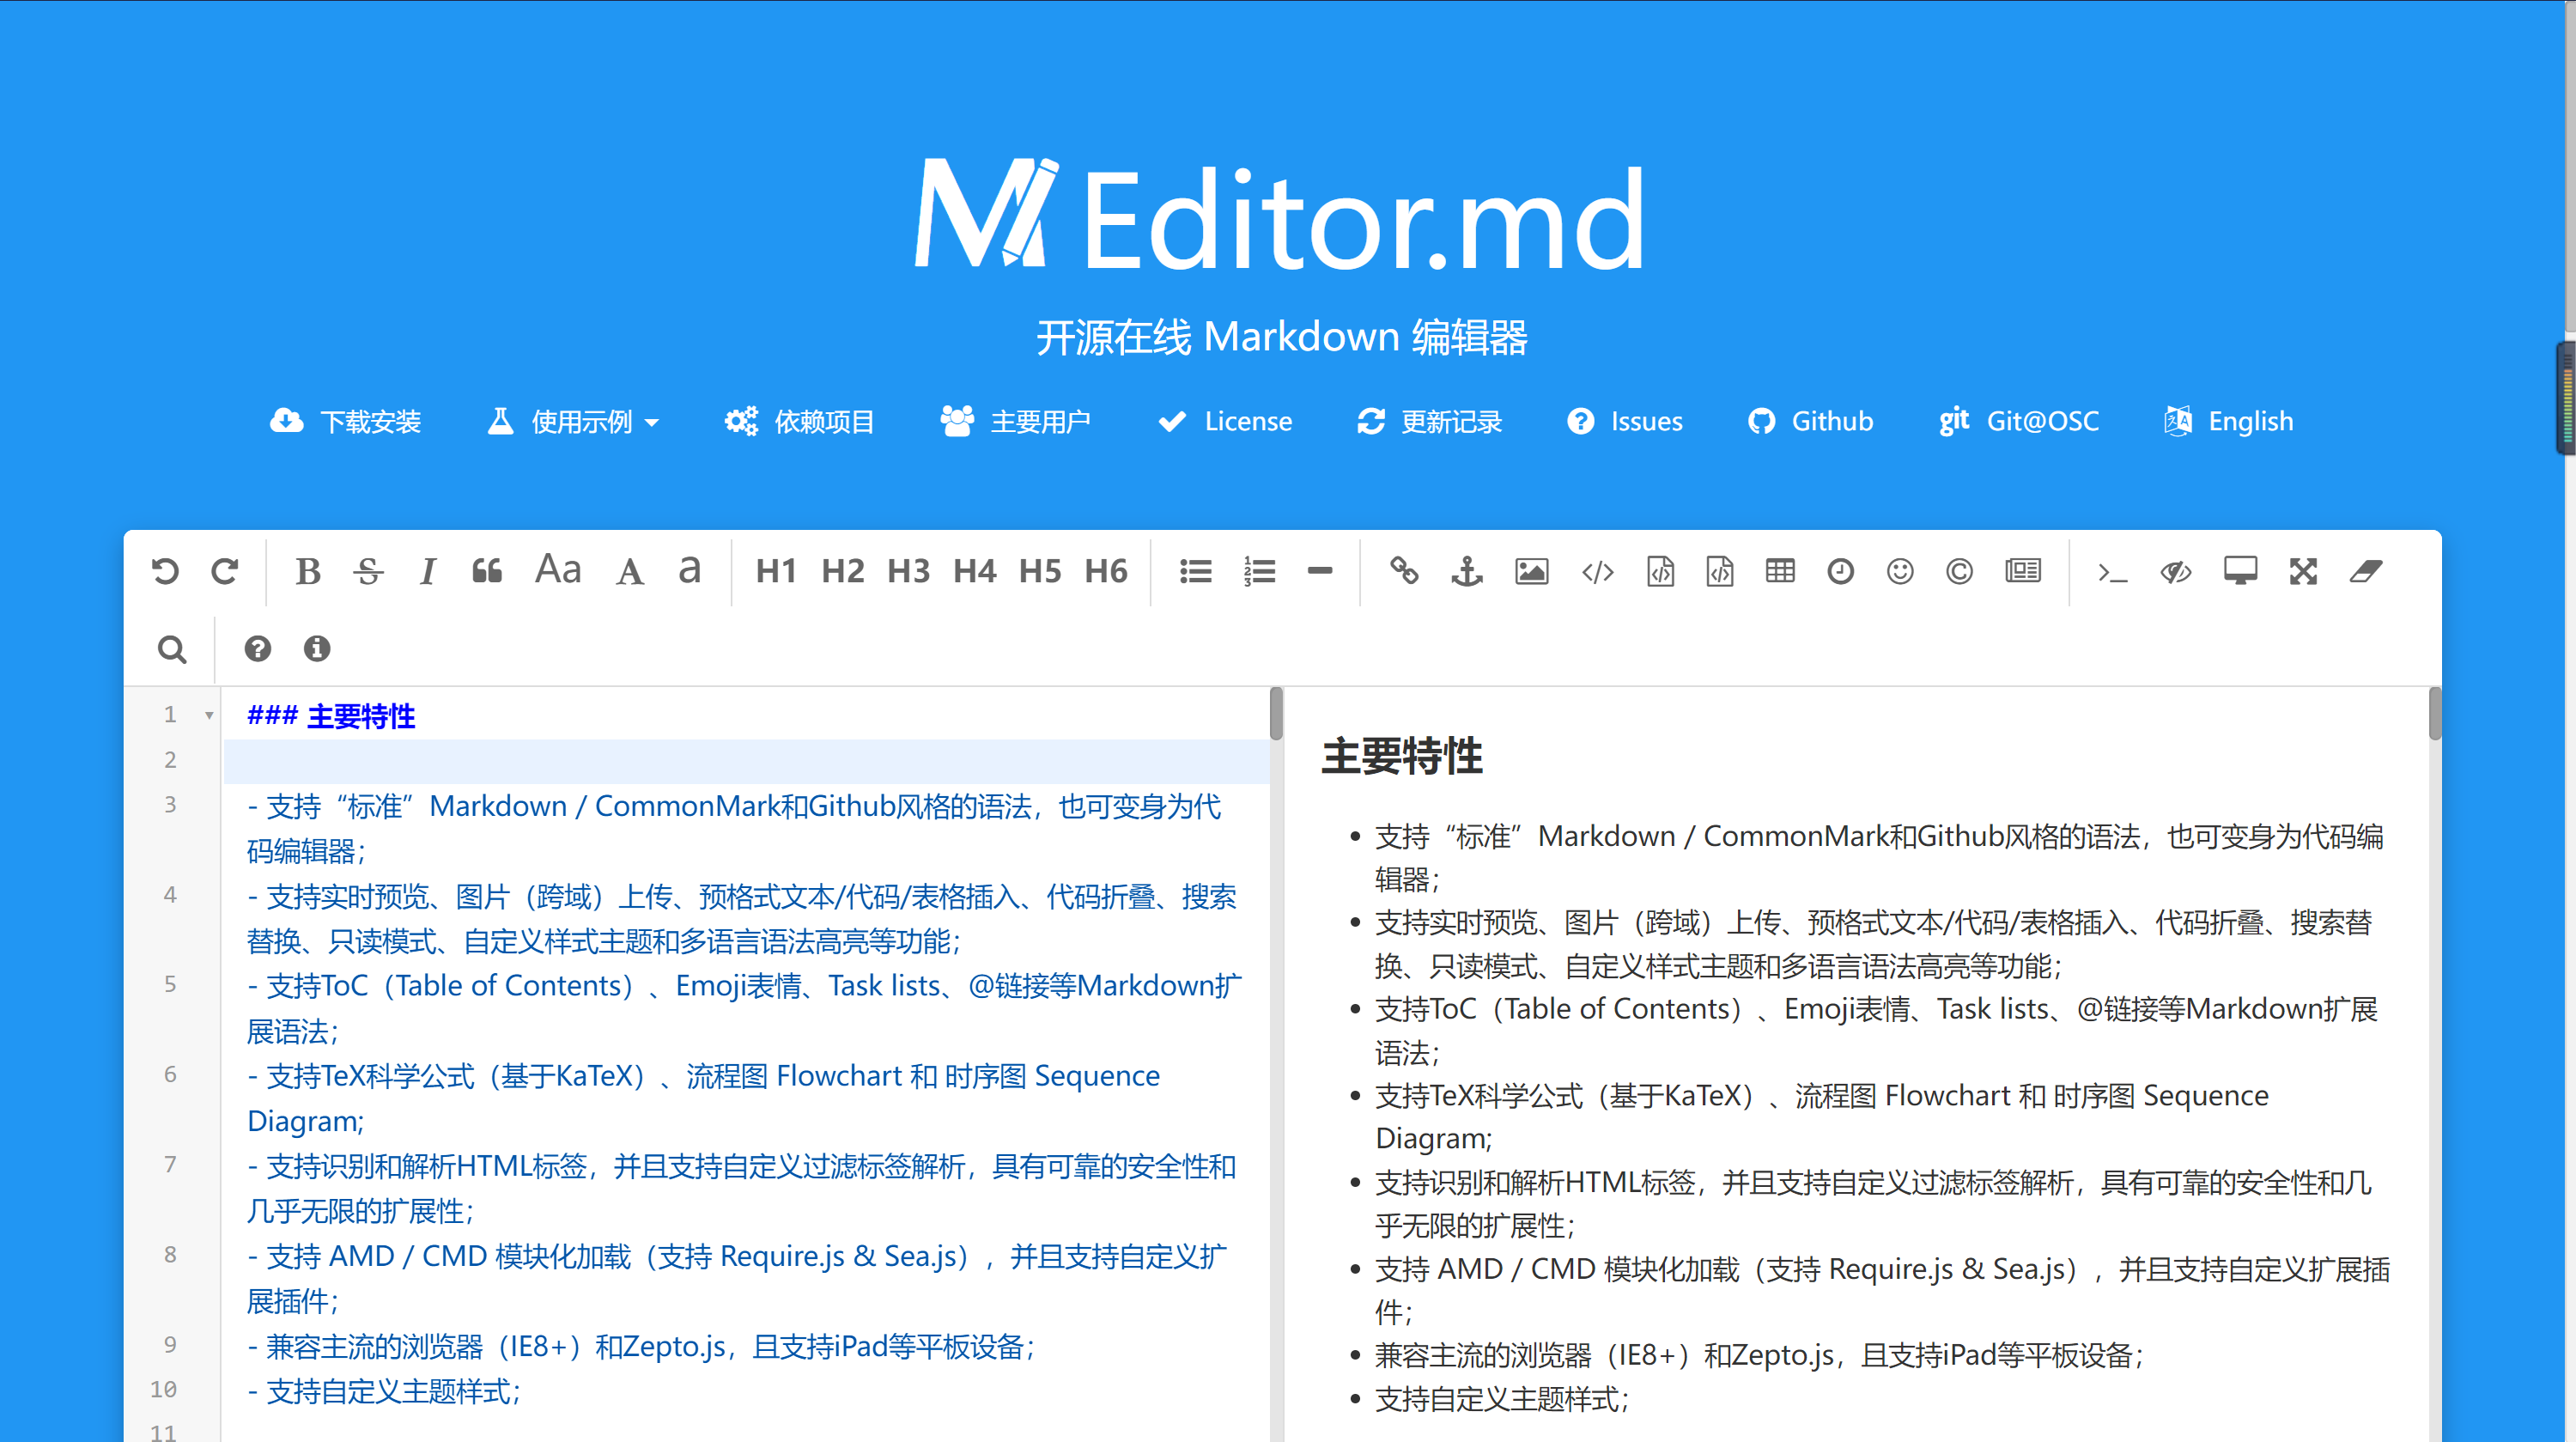 Editor.md
开源在线 Markdown 编辑器
下载安装 使用示例 依赖项目 主要用户 License 更新记录 Issues Github git Git@OSC English
B S I Aa A a H1 H2 H3 H4 H5 H6
1 ### 主要特性
2
3 - 支持“标准”Markdown / CommonMark和Github风格的语法，也可变身为代
码编辑器；
4 - 支持实时预览、图片（跨域）上传、预格式文本/代码/表格插入、代码折叠、搜索
替换、只读模式、自定义样式主题和多语言语法高亮等功能；
5 - 支持ToC（Table of Contents）、Emoji表情、Task lists、@链接等Markdown扩
展语法；
6 - 支持TeX科学公式（基于KaTeX）、流程图 Flowchart 和 时序图 Sequence
Diagram;
7 - 支持识别和解析HTML标签，并且支持自定义过滤标签解析，具有可靠的安全性和
几乎无限的扩展性；
8 - 支持 AMD / CMD 模块化加载（支持 Require.js & Sea.js），并且支持自定义扩
展插件；
9 - 兼容主流的浏览器（IE8+）和Zepto.js，且支持iPad等平板设备；
10 - 支持自定义主题样式；
11
主要特性
• 支持“标准”Markdown / CommonMark和Github风格的语法，也可变身为代码编
辑器；
• 支持实时预览、图片（跨域）上传、预格式文本/代码/表格插入、代码折叠、搜索替
换、只读模式、自定义样式主题和多语言语法高亮等功能；
• 支持ToC（Table of Contents）、Emoji表情、Task lists、@链接等Markdown扩展
语法；
• 支持TeX科学公式（基于KaTeX）、流程图 Flowchart 和 时序图 Sequence
Diagram;
• 支持识别和解析HTML标签，并且支持自定义过滤标签解析，具有可靠的安全性和几
乎无限的扩展性；
• 支持 AMD / CMD 模块化加载（支持 Require.js & Sea.js），并且支持自定义扩展插
件；
• 兼容主流的浏览器（IE8+）和Zepto.js，且支持iPad等平板设备；
• 支持自定义主题样式；